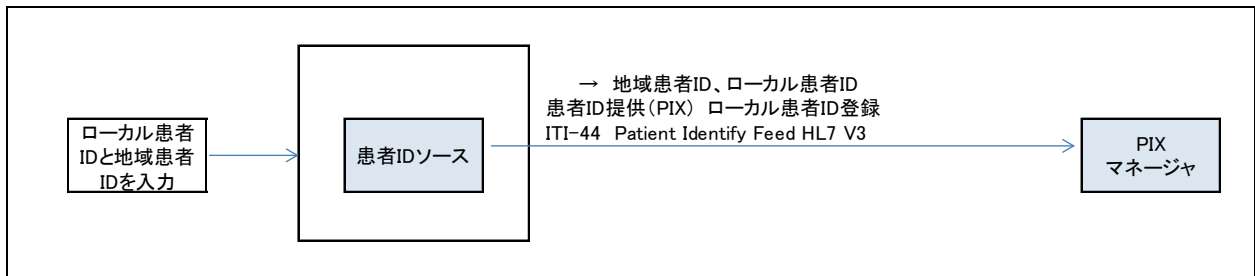 ローカル患者
IDと地域患者
IDを入力
患者IDソース
→ 地域患者ID、ローカル患者ID
患者ID提供(PIX) ローカル患者ID登録
ITI-44 Patient Identify Feed HL7 V3
PIX
マネージャ